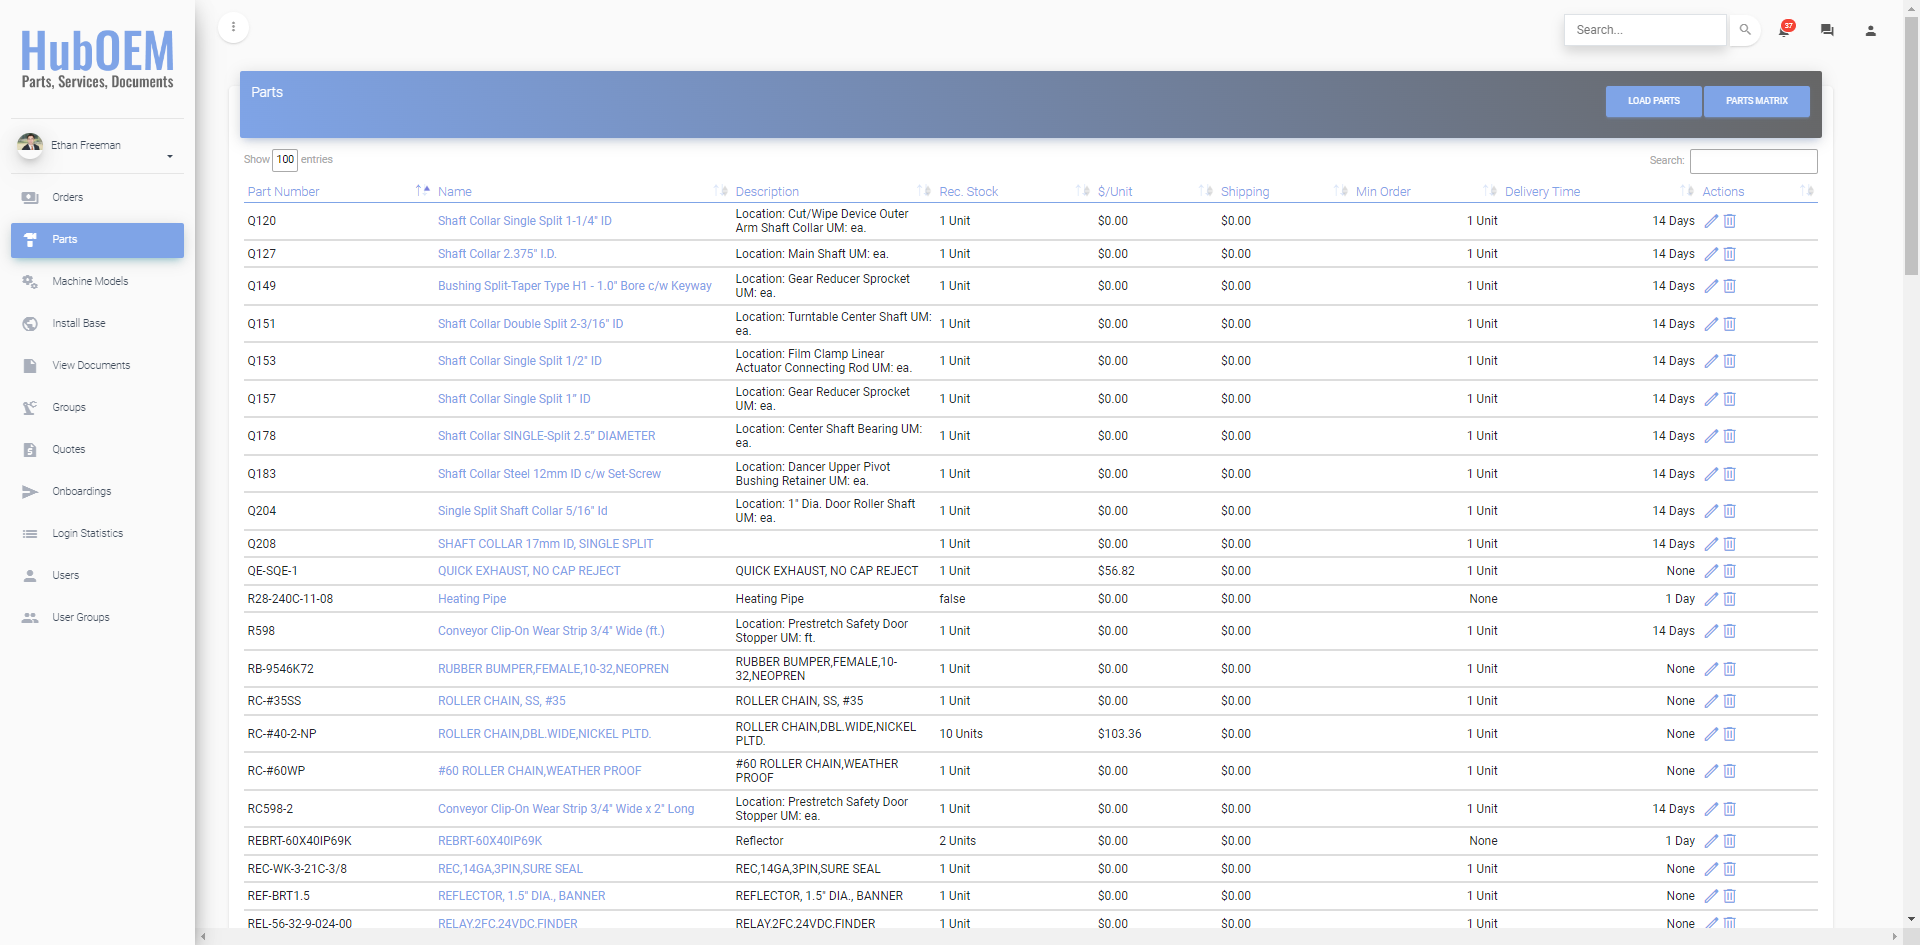 HubOEM
Parts, Services, Documents
Ethan Freeman
Orders
Parts
Machine Models
Install Base
View Documents
Groups
Quotes
Onboardings
Login Statistics
Users
User Groups
Search...
37
Parts
LOAD PARTS
PARTS MATRIX
Show 100 entries
Search:
Part Number Name Description Rec. Stock $/Unit Shipping Min Order Delivery Time Actions
Q120 Shaft Collar Single Split 1-1/4" ID Location: Cut/Wipe Device Outer Arm Shaft Collar UM: ea. 1 Unit $0.00 $0.00 1 Unit 14 Days
Q127 Shaft Collar 2.375" I.D. Location: Main Shaft UM: ea. 1 Unit $0.00 $0.00 1 Unit 14 Days
Q149 Bushing Split-Taper Type H1 - 1.0" Bore c/w Keyway Location: Gear Reducer Sprocket UM: ea. 1 Unit $0.00 $0.00 1 Unit 14 Days
Q151 Shaft Collar Double Split 2-3/16" ID Location: Turntable Center Shaft UM: ea. 1 Unit $0.00 $0.00 1 Unit 14 Days
Q153 Shaft Collar Single Split 1/2" ID Location: Film Clamp Linear Actuator Connecting Rod UM: ea. 1 Unit $0.00 $0.00 1 Unit 14 Days
Q157 Shaft Collar Single Split 1" ID Location: Gear Reducer Sprocket UM: ea. 1 Unit $0.00 $0.00 1 Unit 14 Days
Q178 Shaft Collar SINGLE-Split 2.5" DIAMETER Location: Center Shaft Bearing UM: ea. 1 Unit $0.00 $0.00 1 Unit 14 Days
Q183 Shaft Collar Steel 12mm ID c/w Set-Screw Location: Dancer Upper Pivot Bushing Retainer UM: ea. 1 Unit $0.00 $0.00 1 Unit 14 Days
Q204 Single Split Shaft Collar 5/16" Id Location: 1" Dia. Door Roller Shaft UM: ea. 1 Unit $0.00 $0.00 1 Unit 14 Days
Q208 SHAFT COLLAR 17mm ID, SINGLE SPLIT 1 Unit $0.00 $0.00 1 Unit 14 Days
QE-SQE-1 QUICK EXHAUST, NO CAP REJECT QUICK EXHAUST, NO CAP REJECT 1 Unit $56.82 $0.00 1 Unit None
R28-240C-11-08 Heating Pipe Heating Pipe false $0.00 $0.00 None 1 Day
R598 Conveyor Clip-On Wear Strip 3/4" Wide (ft.) Location: Prestretch Safety Door Stopper UM: ft. 1 Unit $0.00 $0.00 1 Unit 14 Days
RB-9546K72 RUBBER BUMPER,FEMALE,10-32,NEOPREN RUBBER BUMPER,FEMALE,10-32,NEOPREN 1 Unit $0.00 $0.00 1 Unit None
RC-#35SS ROLLER CHAIN, SS, #35 ROLLER CHAIN, SS, #35 1 Unit $0.00 $0.00 1 Unit None
RC-#40-2-NP ROLLER CHAIN,DBL.WIDE,NICKEL PLTD. ROLLER CHAIN,DBL.WIDE,NICKEL PLTD. 10 Units $103.36 $0.00 1 Unit None
RC-#60WP #60 ROLLER CHAIN,WEATHER PROOF #60 ROLLER CHAIN,WEATHER PROOF 1 Unit $0.00 $0.00 1 Unit None
RC598-2 Conveyor Clip-On Wear Strip 3/4" Wide x 2" Long Location: Prestretch Safety Door Stopper UM: ea. 1 Unit $0.00 $0.00 1 Unit 14 Days
REBRT-60X40IP69K REBRT-60X40IP69K Reflector 2 Units $0.00 $0.00 None 1 Day
REC-WK-3-21C-3/8 REC,14GA,3PIN,SURE SEAL REC,14GA,3PIN,SURE SEAL 1 Unit $0.00 $0.00 1 Unit None
REF-BRT1.5 REFLECTOR, 1.5" DIA., BANNER REFLECTOR, 1.5" DIA., BANNER 1 Unit $0.00 $0.00 1 Unit None
REL-56-32-9-024-00 RELAY,2FC,24VDC,FINDER RELAY,2FC,24VDC,FINDER 1 Unit $0.00 $0.00 1 Unit None